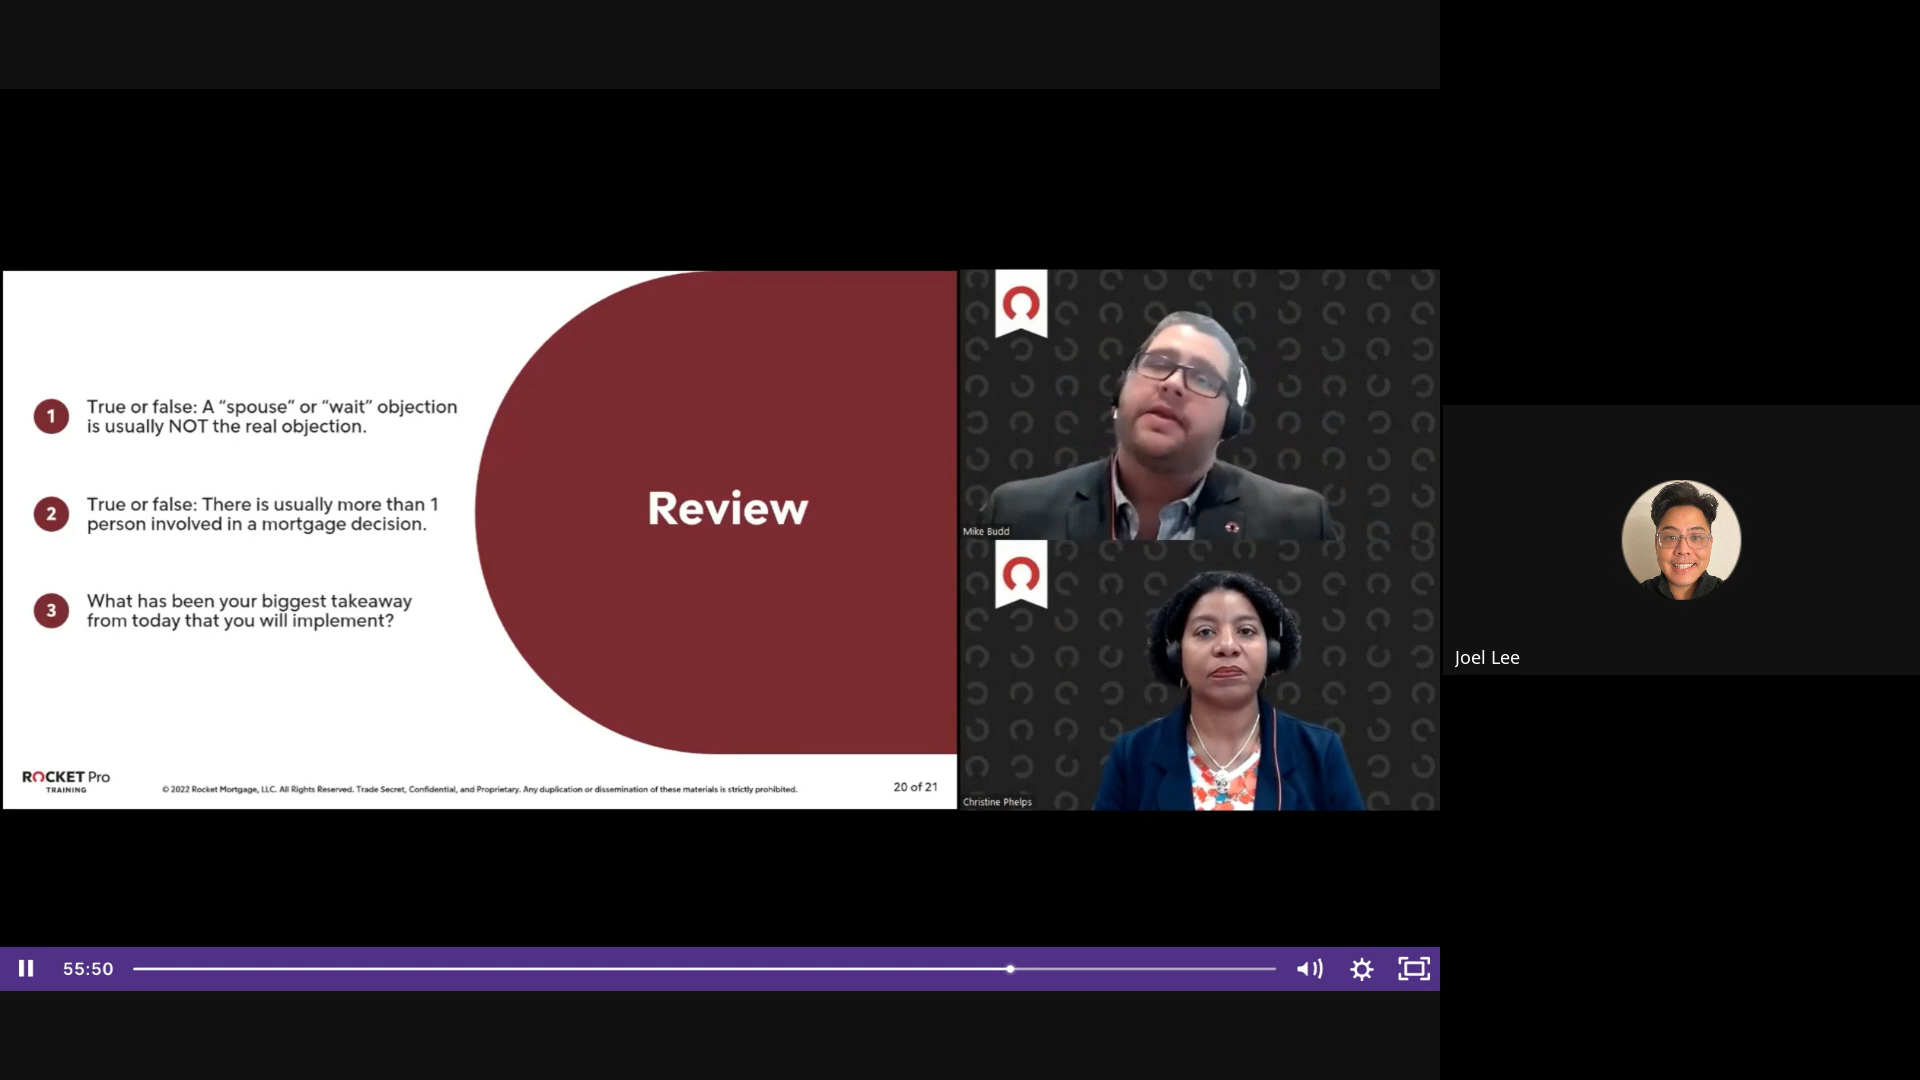 1
True or false: A “spouse” or “wait” objection
is usually NOT the real objection.
2
True or false: There is usually more than 1
person involved in a mortgage decision.
3
What has been your biggest takeaway
from today that you will implement?
Review
ROCKET Pro
TRAINING
© 2022 Rocket Mortgage, LLC. All Rights Reserved. Trade Secret, Confidential, and Proprietary. Any duplication or dissemination of these materials is strictly prohibited.
20 of 21
Mike Budd
Christine Phelps
Joel Lee
55:50